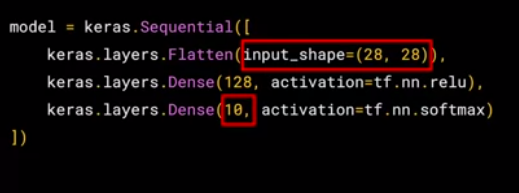 model = keras.Sequential([
    keras.layers.Flatten(input_shape=(28, 28)),
    keras.layers.Dense(128, activation=tf.nn.relu),
    keras.layers.Dense(10, activation=tf.nn.softmax)
])